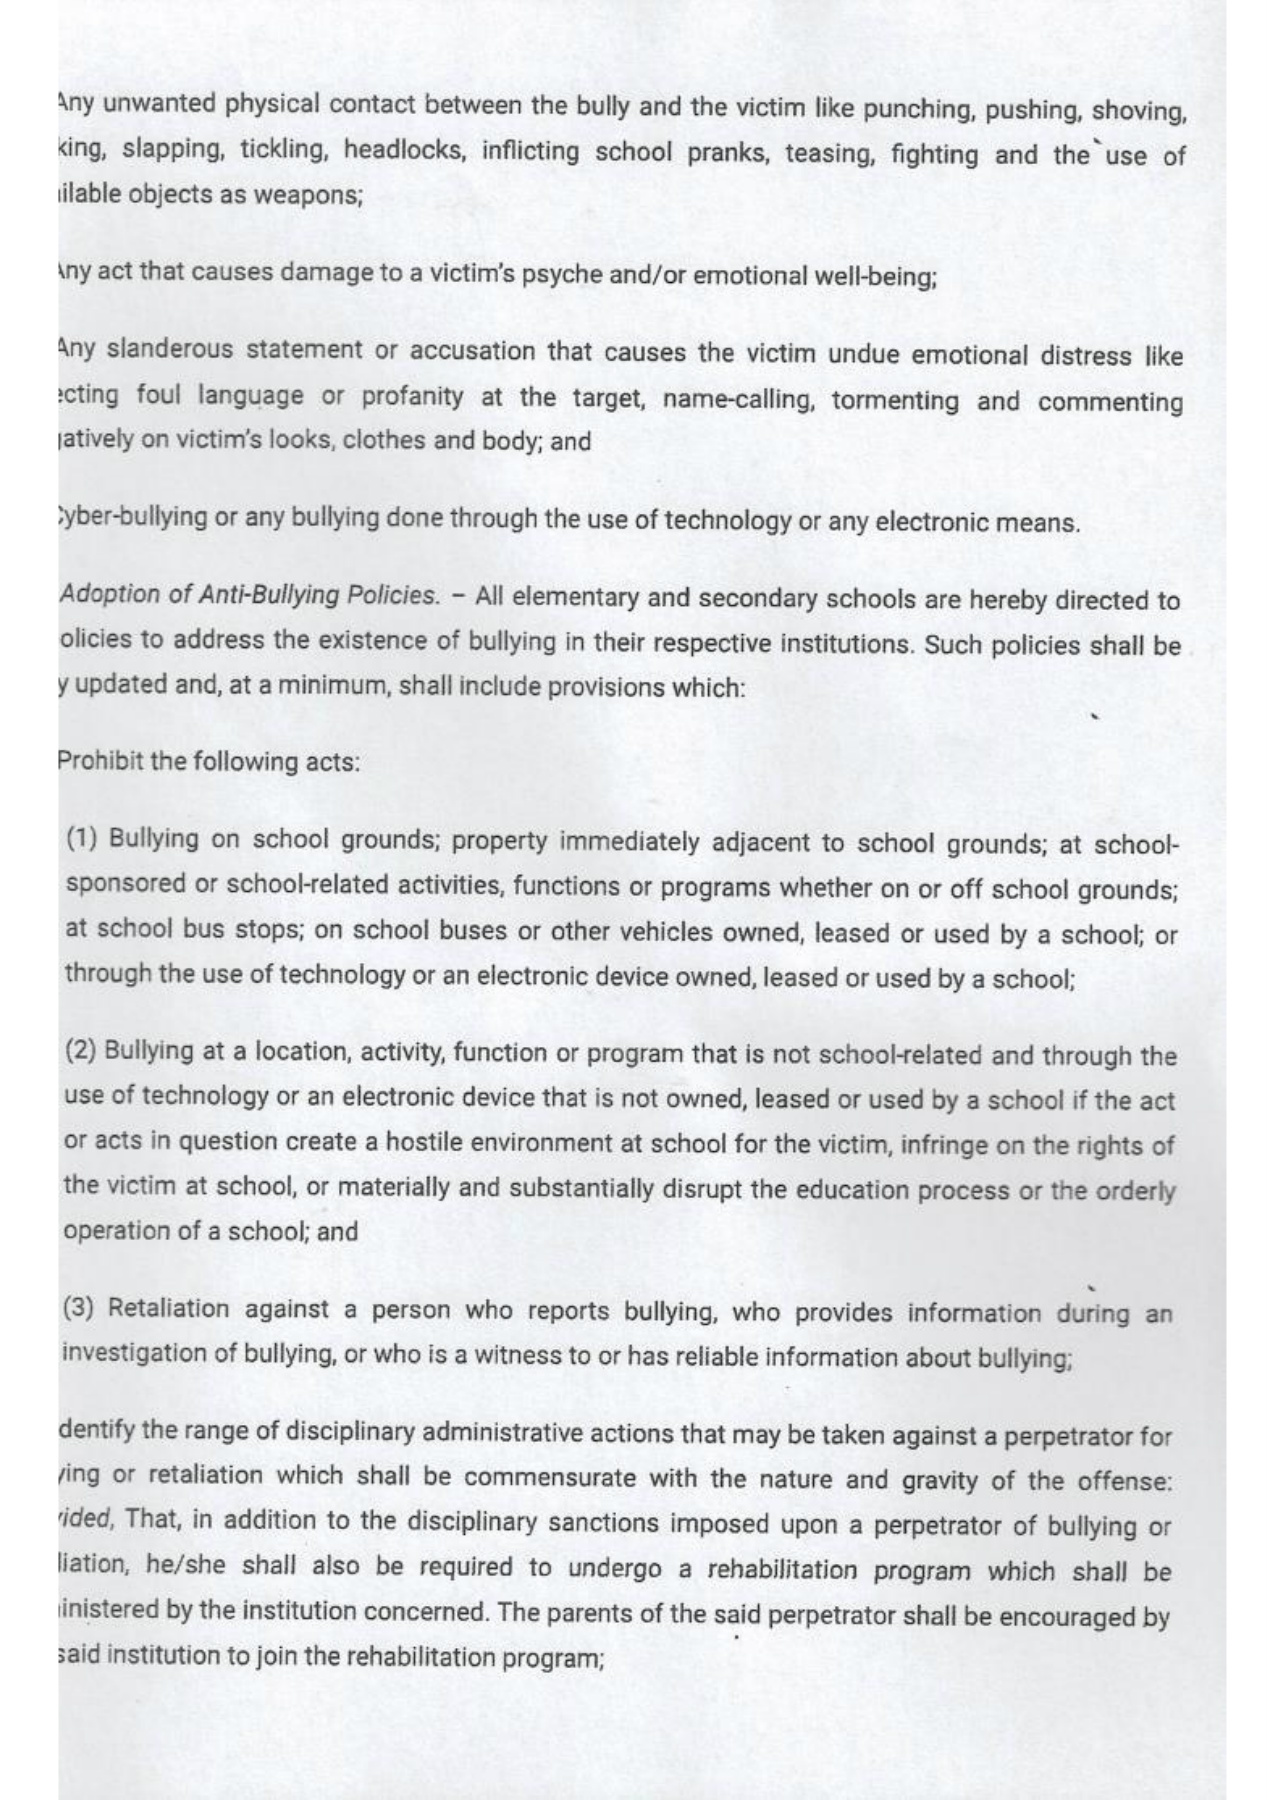 Any unwanted physical contact between the bully and the victim like punching, pushing, shoving,
king, slapping, tickling, headlocks, inflicting school pranks, teasing, fighting and the use of
ilable objects as weapons;
Any act that causes damage to a victim's psyche and/or emotional well-being;
Any slanderous statement or accusation that causes the victim undue emotional distress like
ecting foul language or profanity at the target, name-calling, tormenting and commenting
gatively on victim's looks, clothes and body; and
Cyber-bullying or any bullying done through the use of technology or any electronic means.
Adoption of Anti-Bullying Policies. – All elementary and secondary schools are hereby directed to
olicies to address the existence of bullying in their respective institutions. Such policies shall be
y updated and, at a minimum, shall include provisions which:
Prohibit the following acts:
(1) Bullying on school grounds; property immediately adjacent to school grounds; at school-
sponsored or school-related activities, functions or programs whether on or off school grounds;
at school bus stops; on school buses or other vehicles owned, leased or used by a school; or
through the use of technology or an electronic device owned, leased or used by a school;
(2) Bullying at a location, activity, function or program that is not school-related and through the
use of technology or an electronic device that is not owned, leased or used by a school if the act
or acts in question create a hostile environment at school for the victim, infringe on the rights of
the victim at school, or materially and substantially disrupt the education process or the orderly
operation of a school; and
(3) Retaliation against a person who reports bullying, who provides information during an
investigation of bullying, or who is a witness to or has reliable information about bullying;
dentify the range of disciplinary administrative actions that may be taken against a perpetrator for
ying or retaliation which shall be commensurate with the nature and gravity of the offense:
vided, That, in addition to the disciplinary sanctions imposed upon a perpetrator of bullying or
liation, he/she shall also be required to undergo a rehabilitation program which shall be
inistered by the institution concerned. The parents of the said perpetrator shall be encouraged by
said institution to join the rehabilitation program;